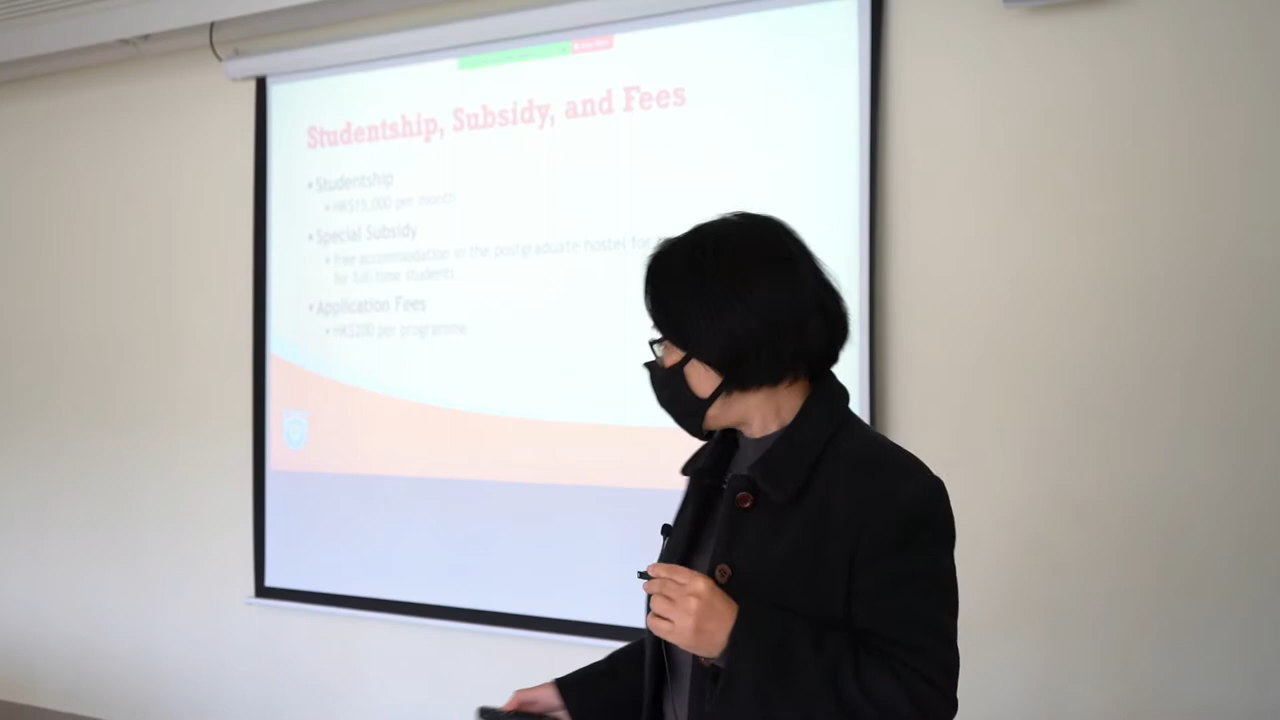 Studentship, Subsidy, and Fees
• Studentship
• HK$15,000 per month
• Special Subsidy
• free accommodation in the postgraduate hostel for
for full-time students
• Application Fees
• HK$200 per programme